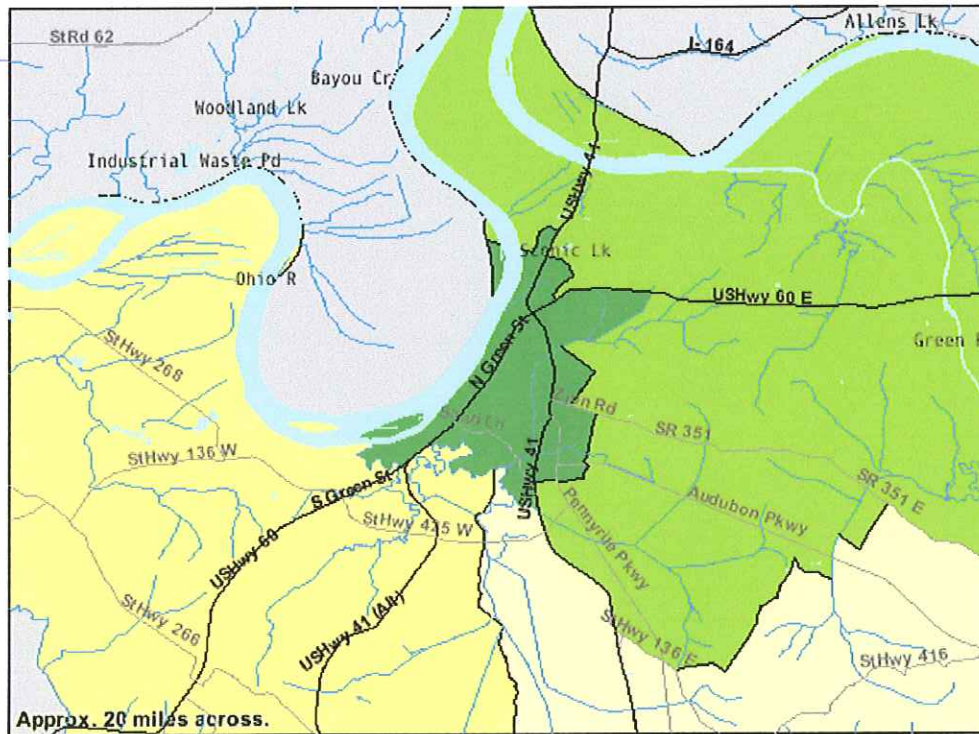 Allens Lk
StRd 62
I-164
Bayou Cr
Woodland Lk
Industrial Waste Pd
USHwy 41
Scenic Lk
Ohio R
USHwy 60 E
N Green St
Green
StHwy 268
Zion Rd
SR 351
StHwy 136 W
USHwy 41
S Green St
SR 351 E
Audubon Pkwy
StHwy 425 W
Pennyrile Pkwy
USHwy 60
StHwy 266
USHwy 41 (Alt)
StHwy 136 E
StHwy 416
Approx. 20 miles across.